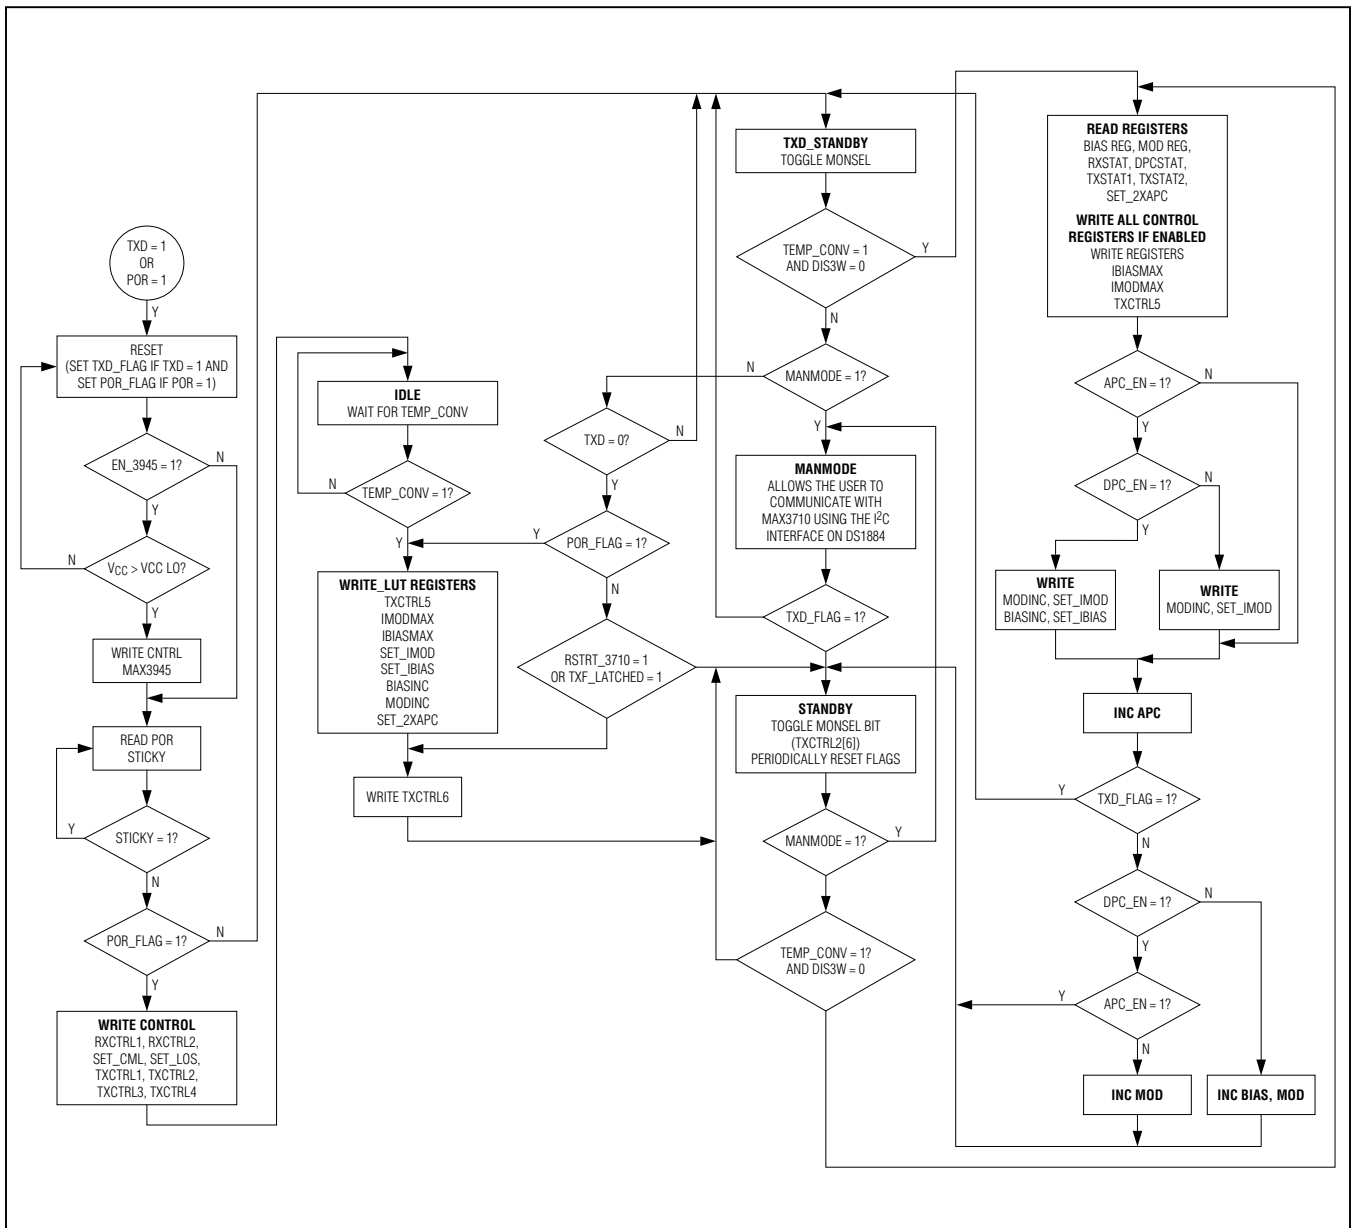 TXD = 1
OR
POR = 1
Y
RESET
(SET TXD_FLAG IF TXD = 1 AND
SET POR_FLAG IF POR = 1)
EN_3945 = 1?
N
Y
VCC > VCC LO?
N
Y
WRITE CNTRL
MAX3945
READ POR
STICKY
STICKY = 1?
Y
N
POR_FLAG = 1?
N
Y
WRITE CONTROL
RXCTRL1, RXCTRL2,
SET_CML, SET_LOS,
TXCTRL1, TXCTRL2,
TXCTRL3, TXCTRL4
IDLE
WAIT FOR TEMP_CONV
TEMP_CONV = 1?
N
Y
WRITE_LUT REGISTERS
TXCTRL5
IMODMAX
IBIASMAX
SET_IMOD
SET_IBIAS
BIASINC
MODINC
SET_2XAPC
WRITE TXCTRL6
TXD = 0?
N
Y
POR_FLAG = 1?
Y
N
RSTRT_3710 = 1
OR TXF_LATCHED = 1
TXD_STANDBY
TOGGLE MONSEL
TEMP_CONV = 1
AND DIS3W = 0
Y
N
MANMODE = 1?
N
Y
MANMODE
ALLOWS THE USER TO
COMMUNICATE WITH
MAX3710 USING THE I2C
INTERFACE ON DS1884
TXD_FLAG = 1?
STANDBY
TOGGLE MONSEL BIT
(TXCTRL2[6])
PERIODICALLY RESET FLAGS
MANMODE = 1?
Y
TEMP_CONV = 1?
AND DIS3W = 0
READ REGISTERS
BIAS REG, MOD REG,
RXSTAT, DPCSTAT,
TXSTAT1, TXSTAT2,
SET_2XAPC
WRITE ALL CONTROL
REGISTERS IF ENABLED
WRITE REGISTERS
IBIASMAX
IMODMAX
TXCTRL5
APC_EN = 1?
N
Y
DPC_EN = 1?
N
Y
WRITE
MODINC, SET_IMOD
BIASINC, SET_IBIAS
WRITE
MODINC, SET_IMOD
INC APC
TXD_FLAG = 1?
Y
N
DPC_EN = 1?
N
Y
APC_EN = 1?
Y
N
INC MOD
INC BIAS, MOD